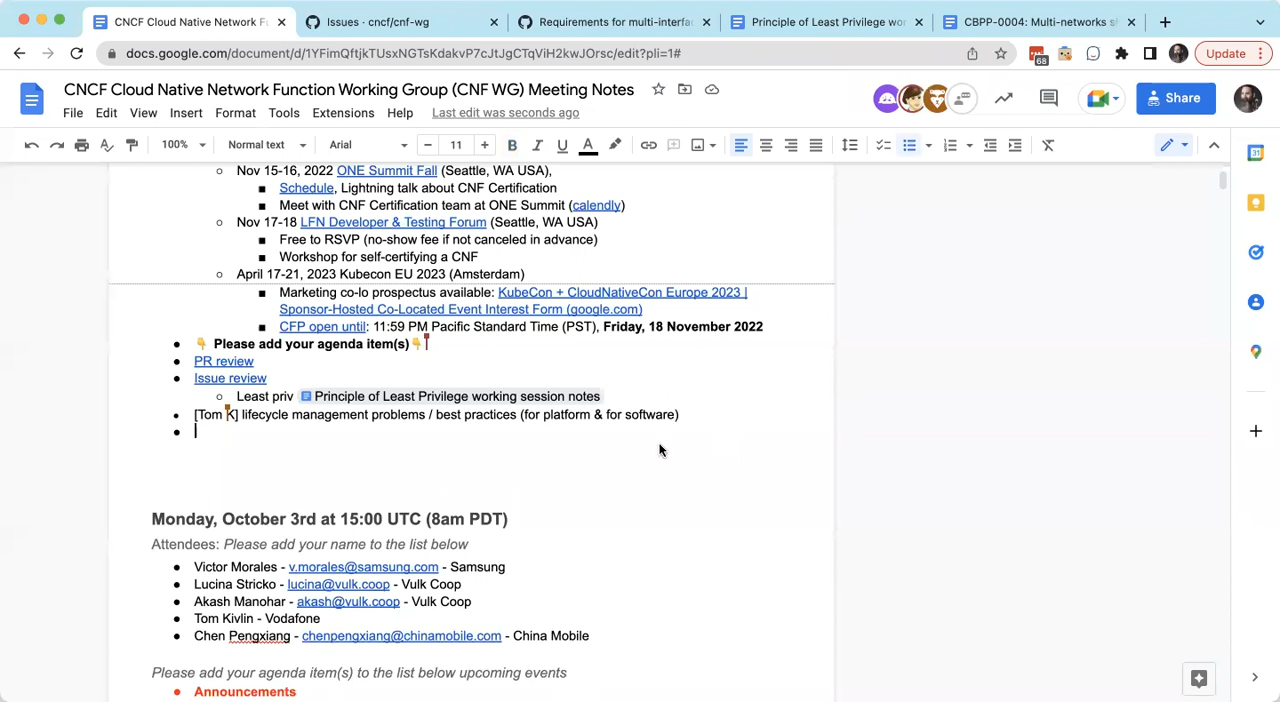 CNCF Cloud Native Network Fu
Issues · cncf/cnf-wg
Requirements for multi-interfac
Principle of Least Privilege wor
CBPP-0004: Multi-networks s
docs.google.com/document/d/1YFimQftjkTUsxNGTsKdakvP7cJtJgCTqViH2kwJOrsc/edit?pli=1#
68
Update
CNCF Cloud Native Network Function Working Group (CNF WG) Meeting Notes
File Edit View Insert Format Tools Extensions Help Last edit was seconds ago
Share
100% Normal text Arial 11
Nov 15-16, 2022 ONE Summit Fall (Seattle, WA USA),
Schedule, Lightning talk about CNF Certification
Meet with CNF Certification team at ONE Summit (calendly)
Nov 17-18 LFN Developer & Testing Forum (Seattle, WA USA)
Free to RSVP (no-show fee if not canceled in advance)
Workshop for self-certifying a CNF
April 17-21, 2023 Kubecon EU 2023 (Amsterdam)
Marketing co-lo prospectus available: KubeCon + CloudNativeCon Europe 2023 |
Sponsor-Hosted Co-Located Event Interest Form (google.com)
CFP open until: 11:59 PM Pacific Standard Time (PST), Friday, 18 November 2022
👇 Please add your agenda item(s)👇
PR review
Issue review
Least priv Principle of Least Privilege working session notes
[Tom K] lifecycle management problems / best practices (for platform & for software)
Monday, October 3rd at 15:00 UTC (8am PDT)
Attendees: Please add your name to the list below
Victor Morales - v.morales@samsung.com - Samsung
Lucina Stricko - lucina@vulk.coop - Vulk Coop
Akash Manohar - akash@vulk.coop - Vulk Coop
Tom Kivlin - Vodafone
Chen Pengxiang - chenpengxiang@chinamobile.com - China Mobile
Please add your agenda item(s) to the list below upcoming events
Announcements